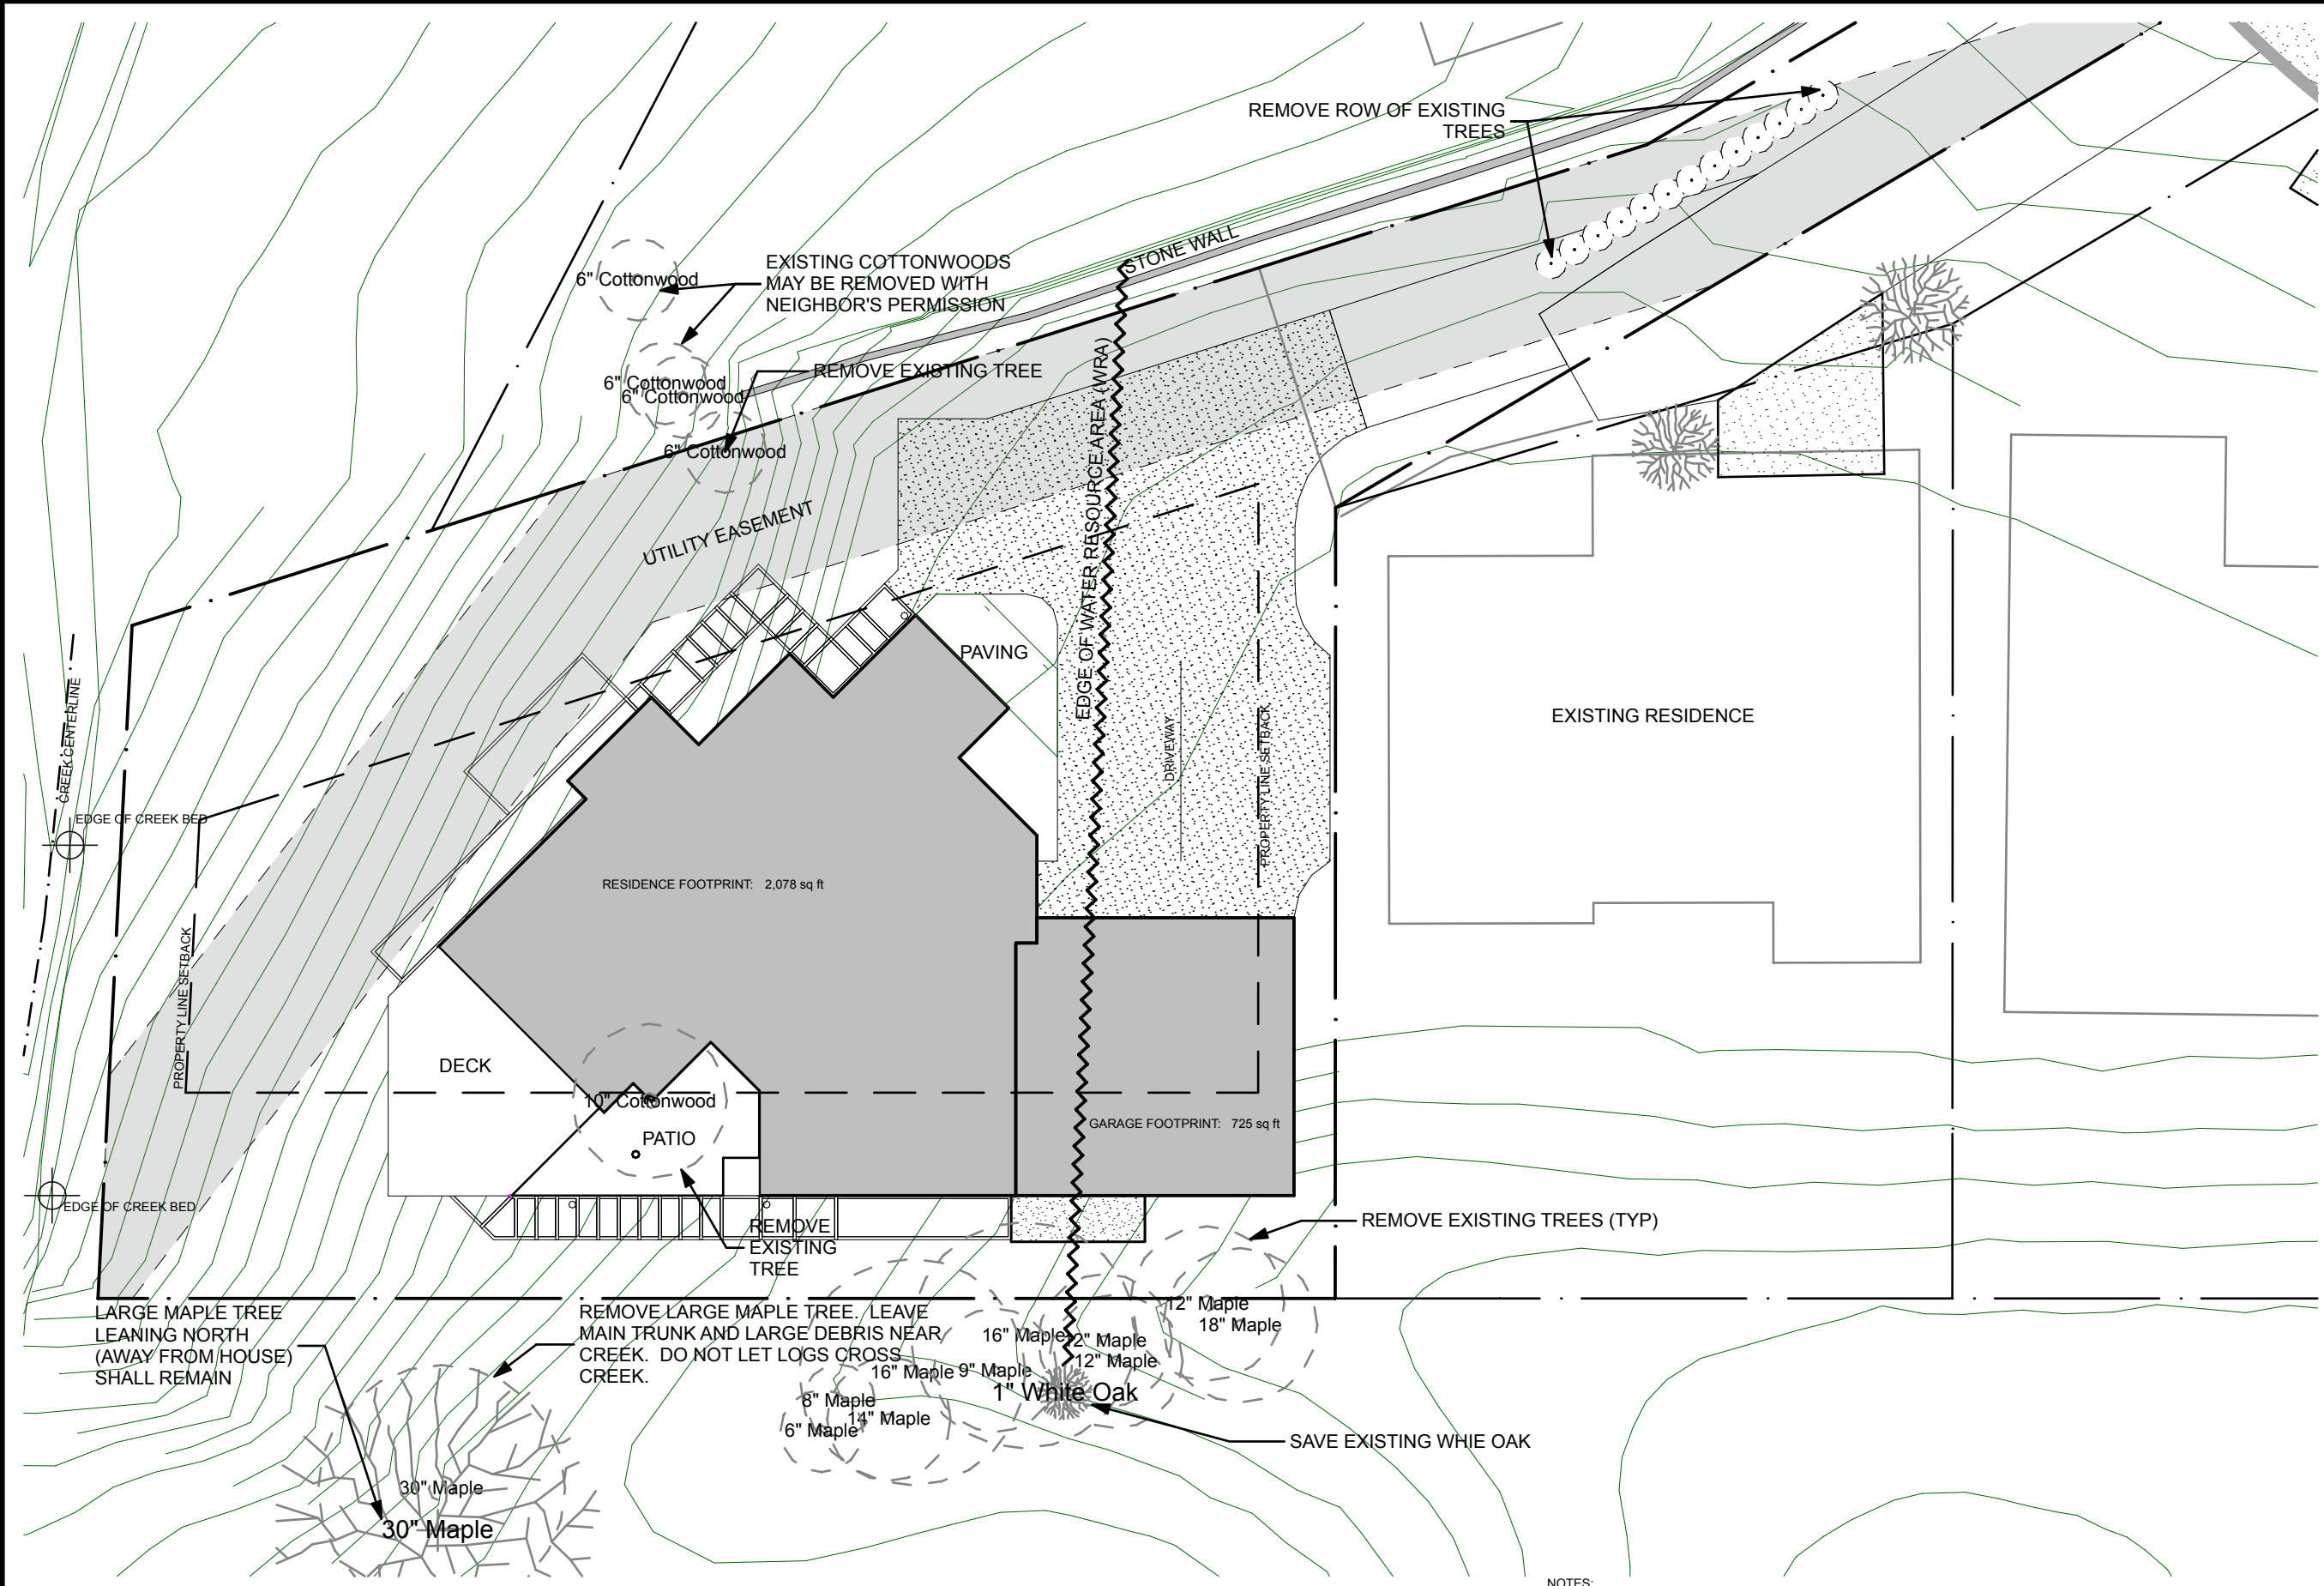 REMOVE ROW OF EXISTING
TREES
STONE WALL
EXISTING COTTONWOODS
MAY BE REMOVED WITH
NEIGHBOR'S PERMISSION
6" Cottonwood
REMOVE EXISTING TREE
6" Cottonwood
6" Cottonwood
6" Cottonwood
UTILITY EASEMENT
EDGE OF WATER RESOURCE AREA (WRA)
PAVING
DRIVEWAY
PROPERTY LINE SETBACK
EXISTING RESIDENCE
CREEK CENTERLINE
EDGE OF CREEK BED
RESIDENCE FOOTPRINT: 2,078 sq ft
PROPERTY LINE SETBACK
DECK
10" Cottonwood
PATIO
GARAGE FOOTPRINT: 725 sq ft
EDGE OF CREEK BED
REMOVE
EXISTING
TREE
REMOVE EXISTING TREES (TYP)
LARGE MAPLE TREE
LEANING NORTH
(AWAY FROM HOUSE)
SHALL REMAIN
REMOVE LARGE MAPLE TREE. LEAVE
MAIN TRUNK AND LARGE DEBRIS NEAR
CREEK. DO NOT LET LOGS CROSS
CREEK.
12" Maple
18" Maple
16" Maple
12" Maple
12" Maple
16" Maple
9" Maple
1" White Oak
8" Maple
14" Maple
6" Maple
SAVE EXISTING WHIE OAK
30" Maple
30" Maple
NOTES: